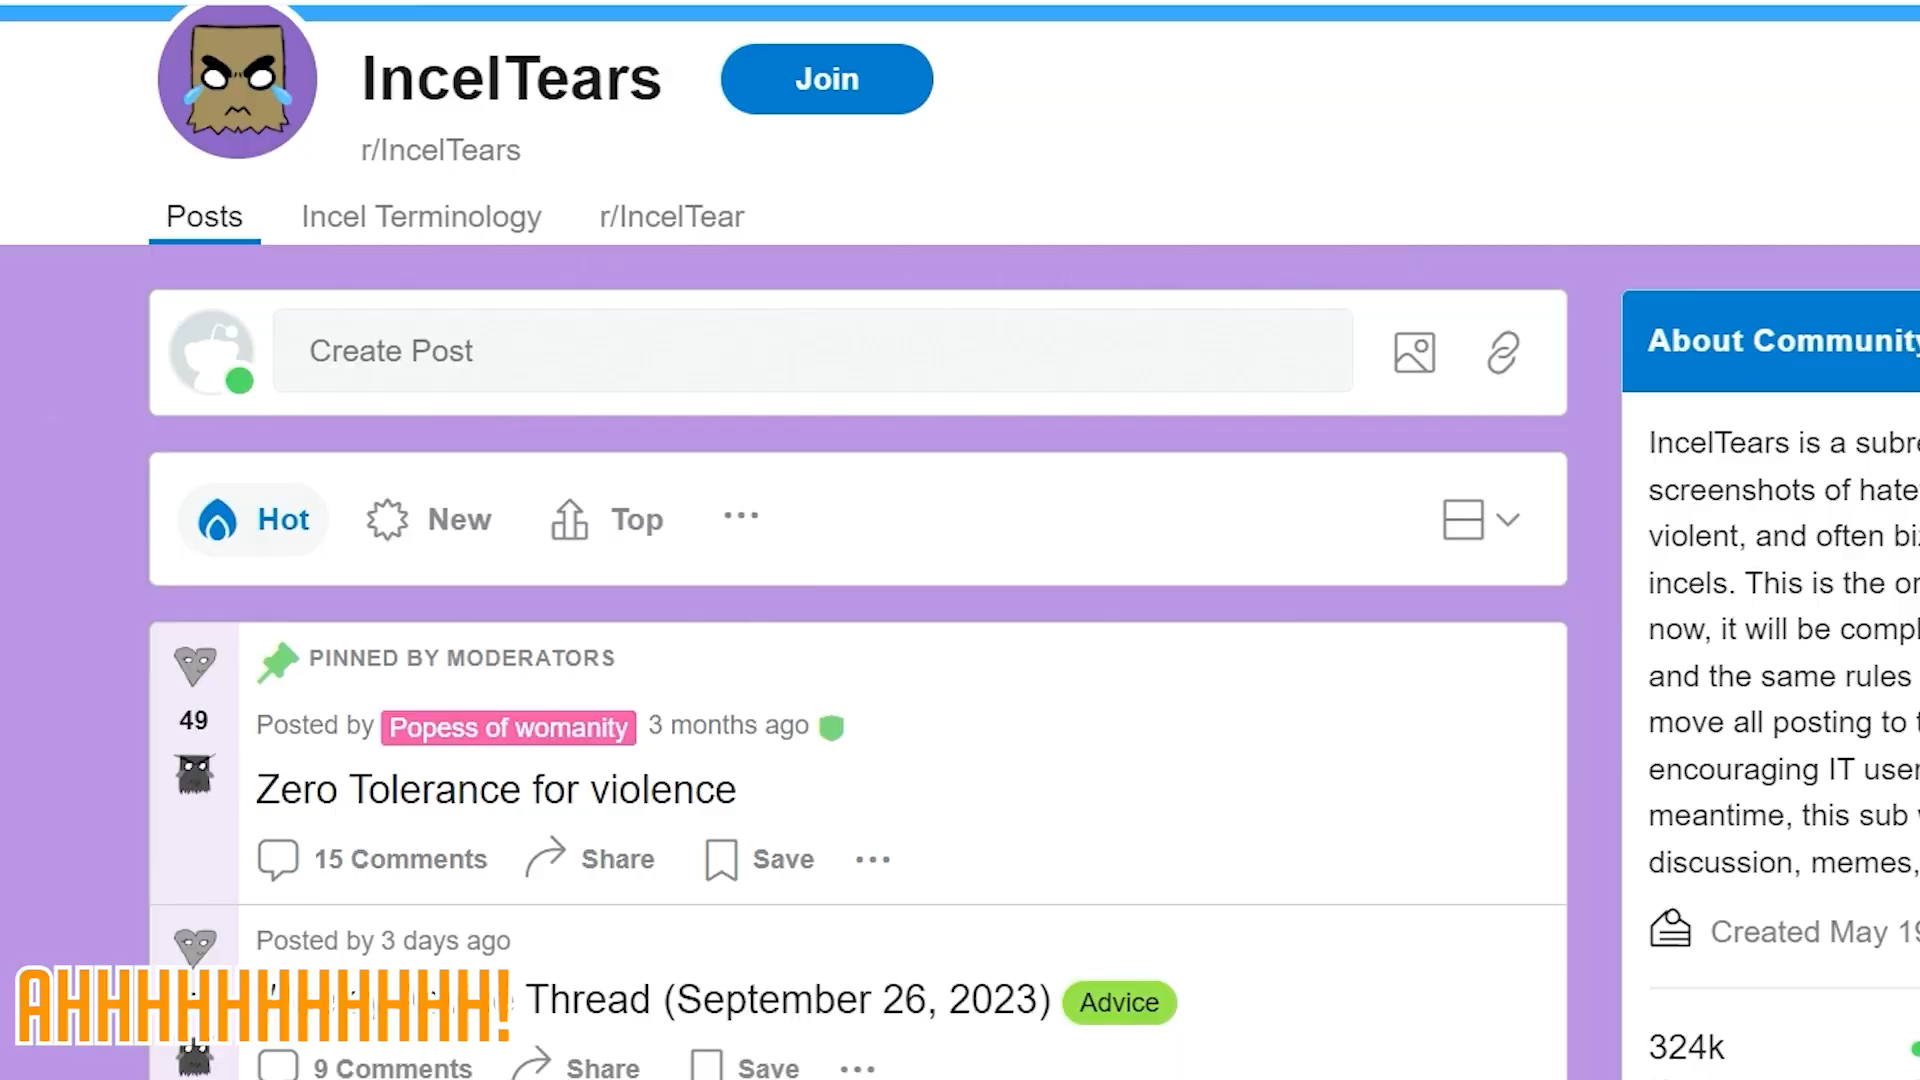 IncelTears
Join
r/IncelTears
Posts
Incel Terminology
r/IncelTear
Create Post
Hot
New
Top
PINNED BY MODERATORS
49
Posted by Popess of womanity 3 months ago
Zero Tolerance for violence
15 Comments
Share
Save
Posted by 3 days ago
Thread (September 26, 2023)
Advice
9 Comments
Share
Save
AHHHHHHHHHHH!
About Community
IncelTears is a subre
screenshots of hate
violent, and often biz
incels. This is the or
now, it will be compl
and the same rules
move all posting to t
encouraging IT user
meantime, this sub
discussion, memes,
Created May 19
324k